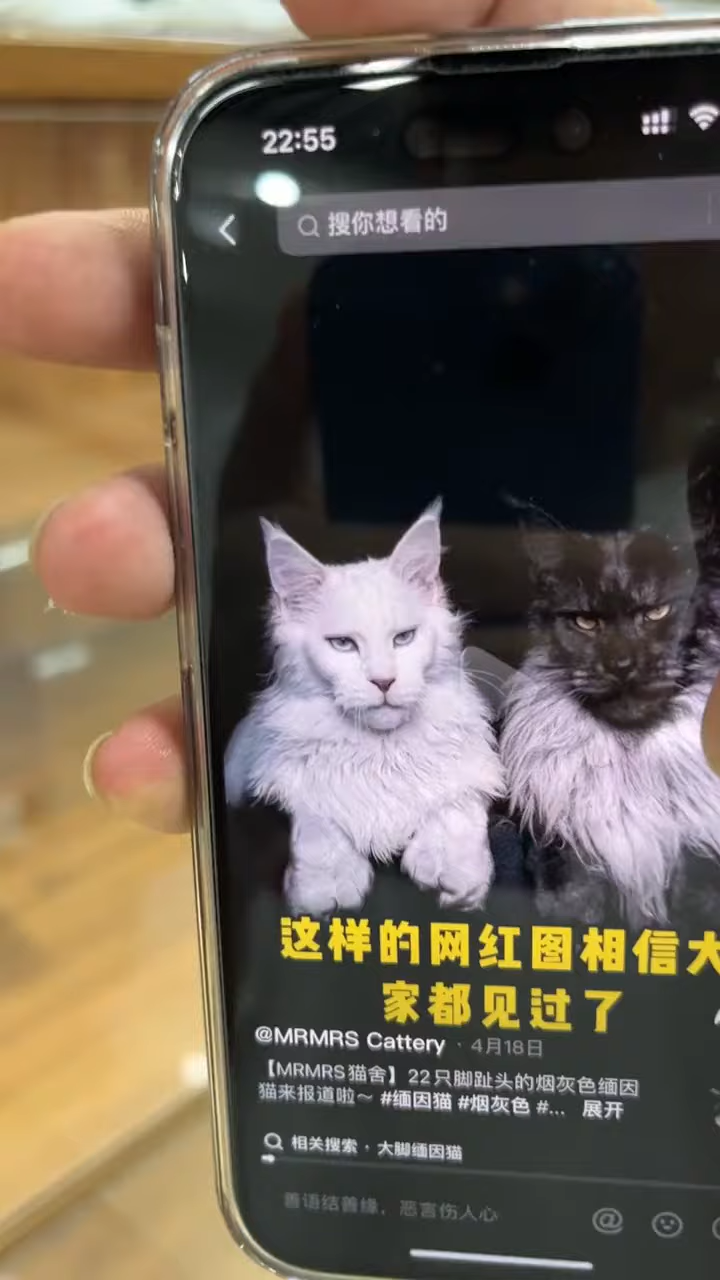 22:55
搜你想看的
这样的网红图相信大
家都见过了
@MRMRS Cattery · 4月18日
【MRMRS猫舍】22只脚趾头的烟灰色缅因
猫来报道啦~ #缅因猫 #烟灰色 #... 展开
相关搜索 · 大脚缅因猫
善语结善缘，恶言伤人心